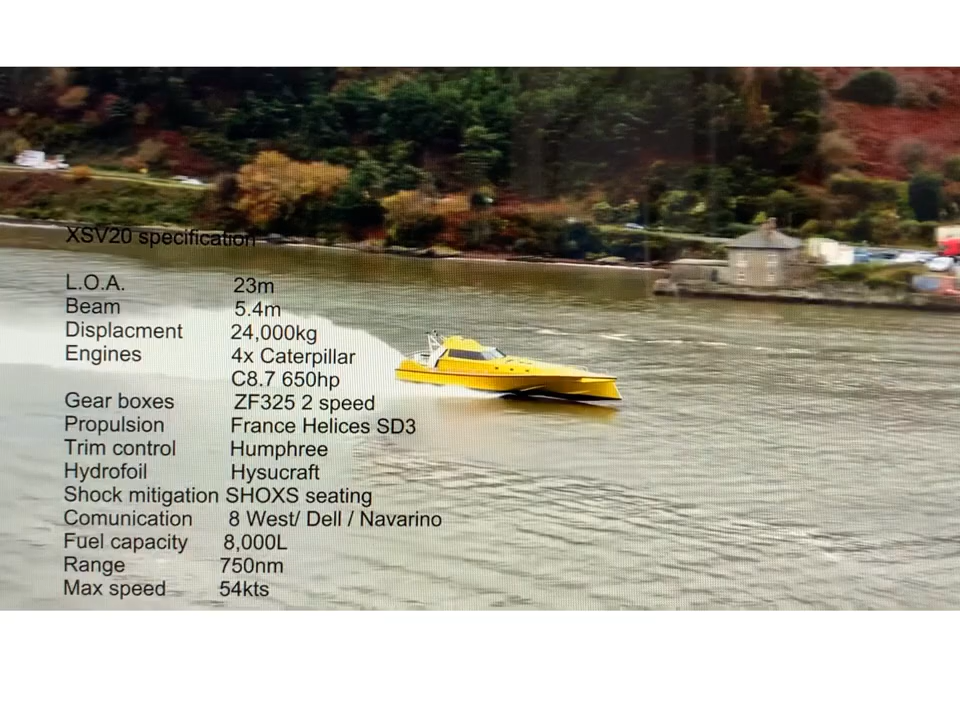 XSV20 specification
L.O.A. 23m
Beam 5.4m
Displacment 24,000kg
Engines 4x Caterpillar
C8.7 650hp
Gear boxes ZF325 2 speed
Propulsion France Helices SD3
Trim control Humphree
Hydrofoil Hysucraft
Shock mitigation SHOXS seating
Comunication 8 West/ Dell / Navarino
Fuel capacity 8,000L
Range 750nm
Max speed 54kts